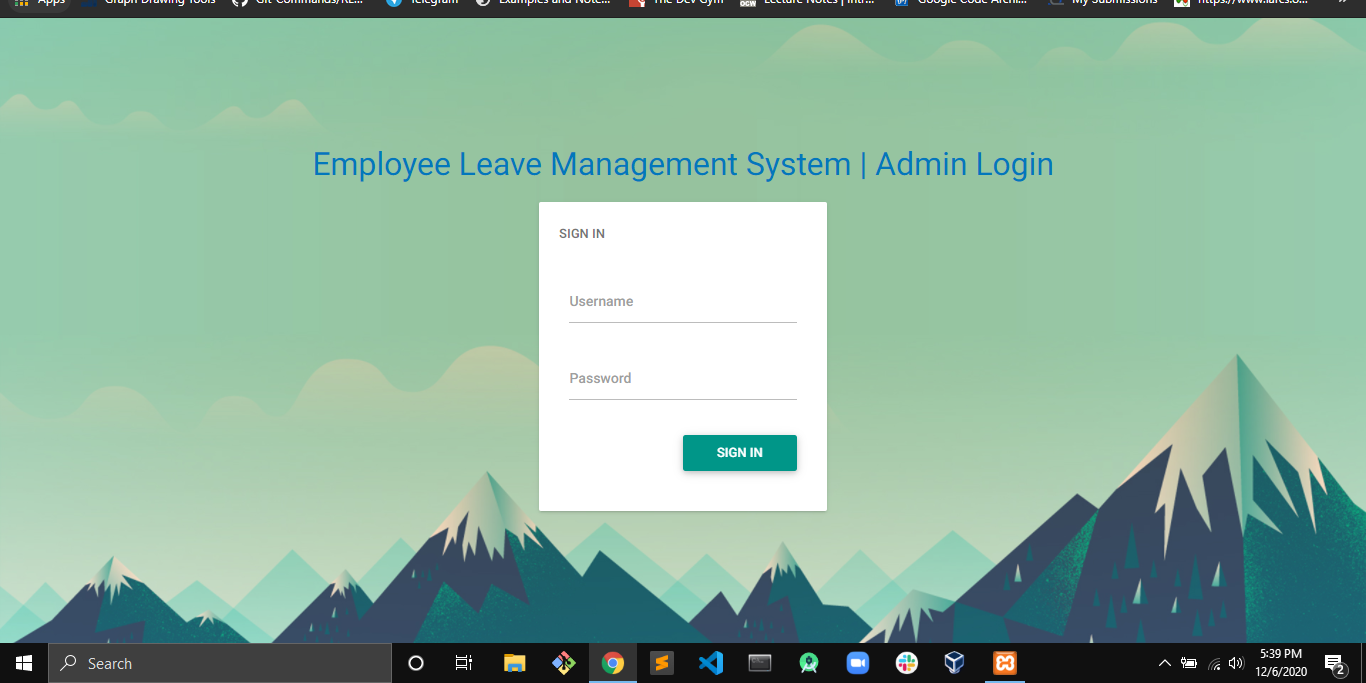 Apps Graph Drawing Tools Git-Commands/RE... Telegram Examples and Note... The Dev Gym Lecture Notes | Intr... Google Code Archi... My Submissions https://www.iares.o... »
Employee Leave Management System | Admin Login
SIGN IN
Username
Password
SIGN IN
Search
5:39 PM
12/6/2020
2